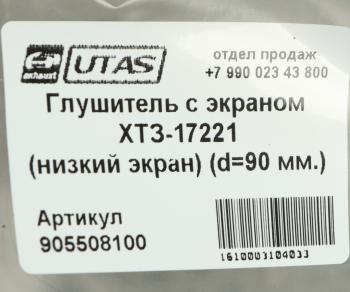 exhaust UTAS
отдел продаж
+7 990 023 43 800
Глушитель с экраном
ХТЗ-17221
(низкий экран) (d=90 мм.)
Артикул
905508100
1610003104033